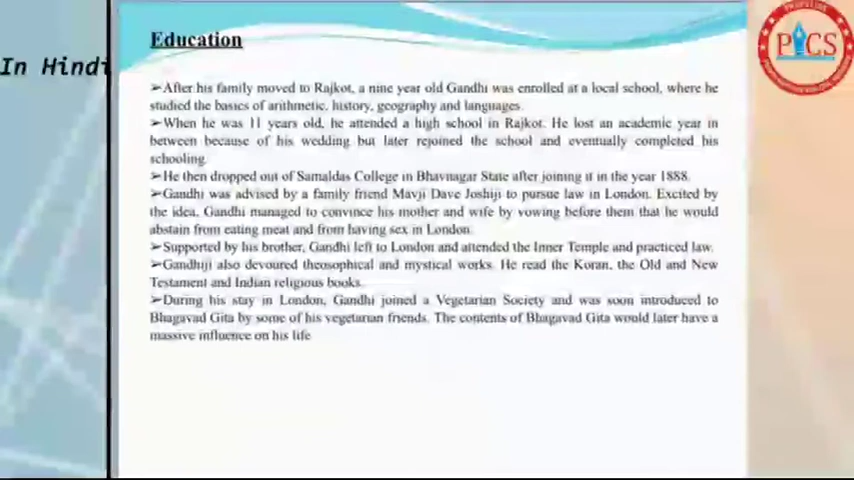 Education
In Hindi
PCS
➢After his family moved to Rajkot, a nine year old Gandhi was enrolled at a local school, where he
studied the basics of arithmetic, history, geography and languages.
➢When he was 11 years old, he attended a high school in Rajkot. He lost an academic year in
between because of his wedding but later rejoined the school and eventually completed his
schooling.
➢He then dropped out of Samaldas College in Bhavnagar State after joining it in the year 1888.
➢Gandhi was advised by a family friend Mavji Dave Joshiji to pursue law in London. Excited by
the idea, Gandhi managed to convince his mother and wife by vowing before them that he would
abstain from eating meat and from having sex in London.
➢Supported by his brother, Gandhi left to London and attended the Inner Temple and practiced law.
➢Gandhiji also devoured theosophical and mystical works. He read the Koran, the Old and New
Testament and Indian religious books.
➢During his stay in London, Gandhi joined a Vegetarian Society and was soon introduced to
Bhagavad Gita by some of his vegetarian friends. The contents of Bhagavad Gita would later have a
massive influence on his life